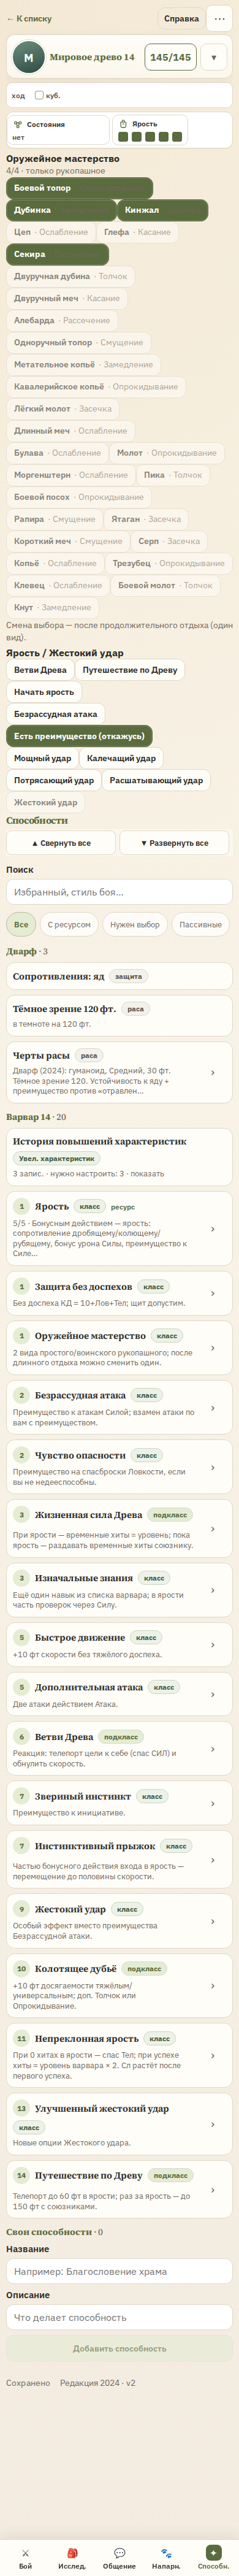 ← К списку
Справка
⋯
М
Мировое древо 14
145/145
▼
ход
куб.
Состояния
нет
Ярость
Оружейное мастерство
4/4 · только рукопашное
Боевой топор
Дубинка
Кинжал
Цеп · Ослабление
Глефа · Касание
Секира
Двуручная дубина · Толчок
Двуручный меч · Касание
Алебарда · Рассечение
Одноручный топор · Смущение
Метательное копьё · Замедление
Кавалерийское копьё · Опрокидывание
Лёгкий молот · Засечка
Длинный меч · Ослабление
Булава · Ослабление
Молот · Опрокидывание
Моргенштерн · Ослабление
Пика · Толчок
Боевой посох · Опрокидывание
Рапира · Смущение
Ятаган · Засечка
Короткий меч · Смущение
Серп · Засечка
Копьё · Ослабление
Трезубец · Опрокидывание
Клевец · Ослабление
Боевой молот · Толчок
Кнут · Замедление
Смена выбора — после продолжительного отдыха (один
вид).
Ярость / Жестокий удар
Ветви Древа
Путешествие по Древу
Начать ярость
Безрассудная атака
Есть преимущество (откажусь)
Мощный удар
Калечащий удар
Потрясающий удар
Расшатывающий удар
Жестокий удар
Способности
▲ Свернуть все
▼ Развернуть все
Поиск
Избранный, стиль боя…
Все
С ресурсом
Нужен выбор
Пассивные
Дварф · 3
Сопротивления: яд защита
Тёмное зрение 120 фт. раса
в темноте на 120 фт.
Черты расы раса
Дварф (2024): гуманоид, Средний, 30 фт.
Тёмное зрение 120. Устойчивость к яду +
преимущество против «отравлен…
Варвар 14 · 20
История повышений характеристик
Увел. характеристик
3 запис. · нужно настроить: 3 · показать
1 Ярость класс ресурс
5/5 · Бонусным действием — ярость:
сопротивление дробящему/колющему/
рубящему, бонус урона Силы, преимущество к
Силе…
1 Защита без доспехов класс
Без доспеха КД = 10+Лов+Тел; щит допустим.
1 Оружейное мастерство класс
2 вида простого/воинского рукопашного; после
длинного отдыха можно сменить один.
2 Безрассудная атака класс
Преимущество к атакам Силой; взамен атаки по
вам с преимуществом.
2 Чувство опасности класс
Преимущество на спасброски Ловкости, если
вы не недееспособны.
3 Жизненная сила Древа подкласс
При ярости — временные хиты = уровень; пока
ярость — раздавать временные хиты союзнику.
3 Изначальные знания класс
Ещё один навык из списка варвара; в ярости
часть проверок через Силу.
5 Быстрое движение класс
+10 фт скорости без тяжёлого доспеха.
5 Дополнительная атака класс
Две атаки действием Атака.
6 Ветви Древа подкласс
Реакция: телепорт цели к себе (спас СИЛ) и
обнулить скорость.
7 Звериный инстинкт класс
Преимущество к инициативе.
7 Инстинктивный прыжок класс
Частью бонусного действия входа в ярость —
перемещение до половины скорости.
9 Жестокий удар класс
Особый эффект вместо преимущества
Безрассудной атаки.
10 Колотящее дубьё подкласс
+10 фт досягаемости тяжёлым/
универсальным; доп. Толчок или
Опрокидывание.
11 Непреклонная ярость класс
При 0 хитах в ярости — спас Тел; при успехе
хиты = уровень варвара × 2. Сл растёт после
первого успеха.
13 Улучшенный жестокий удар
класс
Новые опции Жестокого удара.
14 Путешествие по Древу подкласс
Телепорт до 60 фт в ярости; раз за ярость — до
150 фт с союзниками.
Свои способности · 0
Название
Например: Благословение храма
Описание
Что делает способность
Добавить способность
Сохранено
Редакция 2024 · v2
Бой
Исслед.
Общение
Напарн.
Способн.